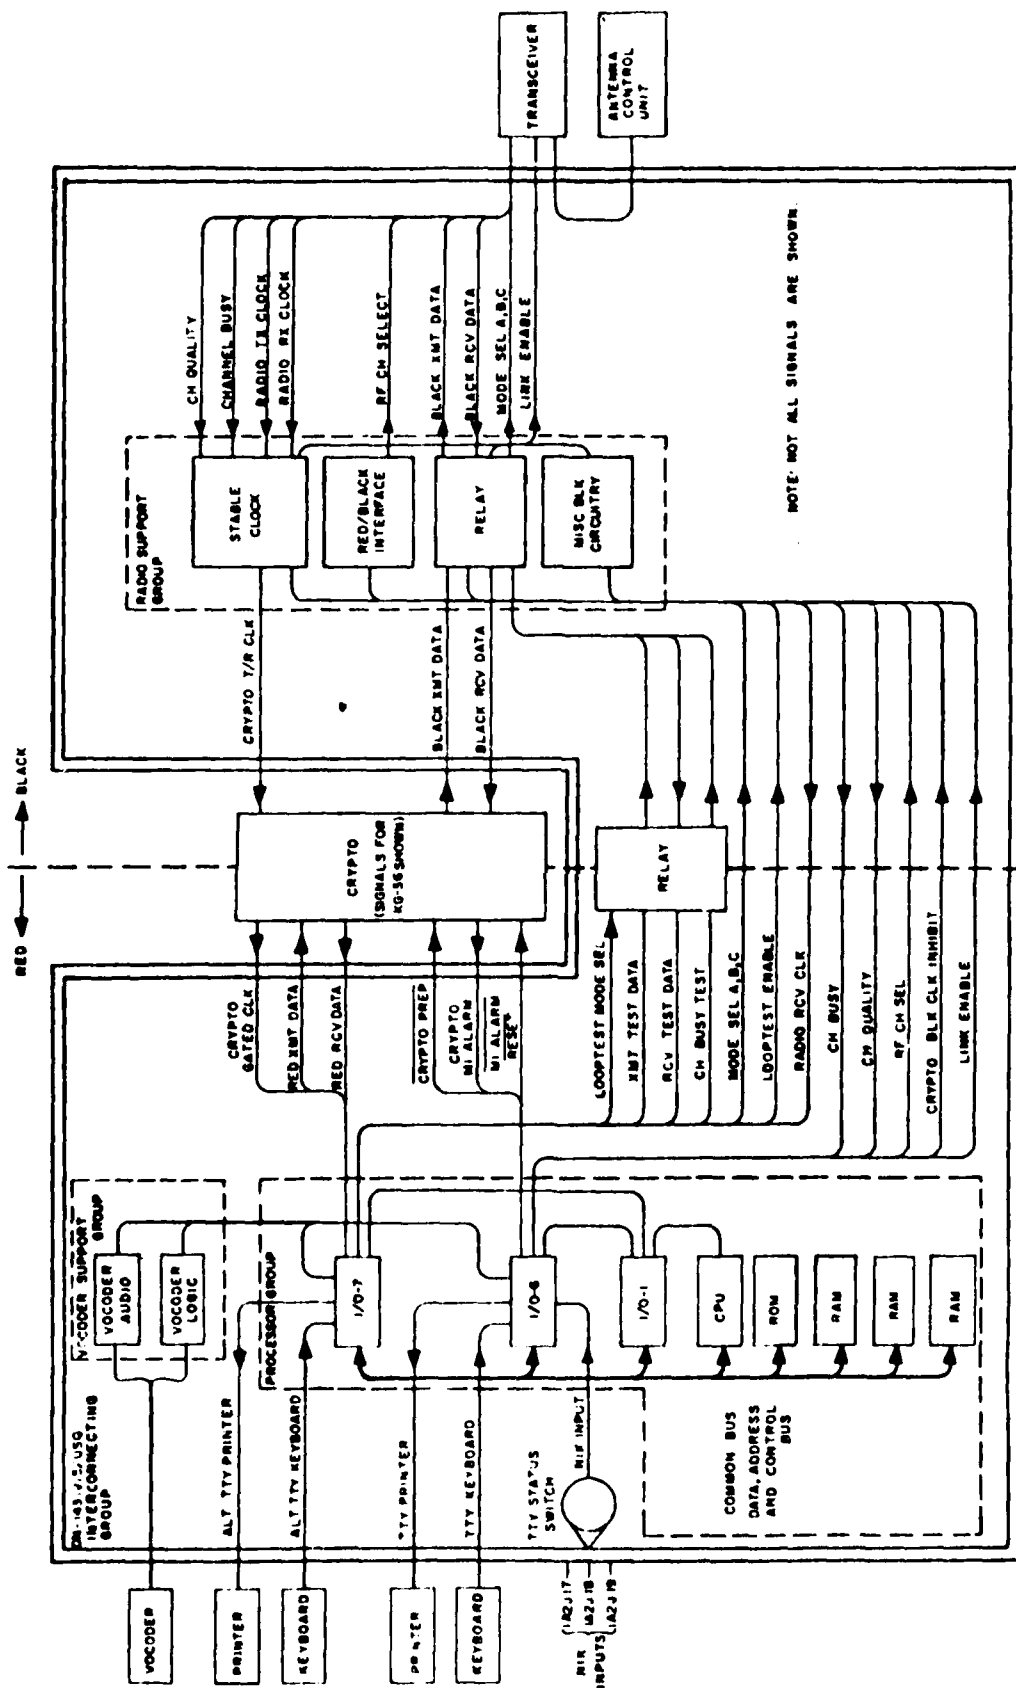 RED
BLACK
VOCODER
PRINTER
KEYBOARD
PRINTER
KEYBOARD
NIK
INPUTS
1A2J17
1A2J18
1A2J19
INTERCONNECTING
GROUP
ALT TTY PRINTER
ALT TTY KEYBOARD
TTY PRINTER
TTY KEYBOARD
TTY STATUS
SWITCH
NIK INPUT
SUPPORT
GROUP
VOCODER
AUDIO
VOCODER
LOGIC
PROCESSOR GROUP
I/O-7
I/O-6
I/O-1
CPU
ROM
RAM
RAM
RAM
COMMON BUS
DATA, ADDRESS
AND CONTROL
BUS
CRYPTO
GATED CLK
RED XMT DATA
RED RCV DATA
CRYPTO PREP
CRYPTO
MI ALARM
MI ALARM
LOOPTEST MODE SEL
XMT TEST DATA
RCV TEST DATA
CH BUSY TEST
MODE SEL A,B,C
LOOPTEST ENABLE
RADIO RCV CLK
CH BUSY
CH QUALITY
RF CH SEL
CRYPTO BLK CLK INHIBIT
LINK ENABLE
CRYPTO
(SIGNALS FOR
KG-36 SHOWN)
RELAY
CRYPTO T/R CLK
BLACK XMT DATA
BLACK RCV DATA
RADIO SUPPORT
GROUP
STABLE
CLOCK
RED/BLACK
INTERFACE
RELAY
MISC BLK
CIRCUITRY
CH QUALITY
CHANNEL BUSY
RADIO TX CLOCK
RADIO RX CLOCK
RF CH SELECT
BLACK XMT DATA
BLACK RCV DATA
MODE SEL A,B,C
LINK ENABLE
TRANSCEIVER
ANTENNA
CONTROL
UNIT
NOTE: NOT ALL SIGNALS ARE SHOWN.